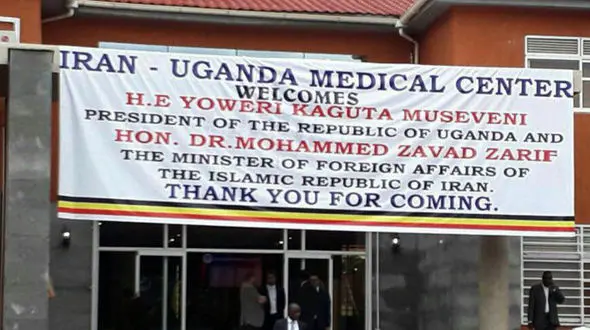 IRAN - UGANDA MEDICAL CENTER
WELCOMES
H.E YOWERI KAGUTA MUSEVENI
PRESIDENT OF THE REPUBLIC OF UGANDA AND
HON. DR.MOHAMMED ZAVAD ZARIF
THE MINISTER OF FOREIGN AFFAIRS OF
THE ISLAMIC REPUBLIC OF IRAN.
THANK YOU FOR COMING.